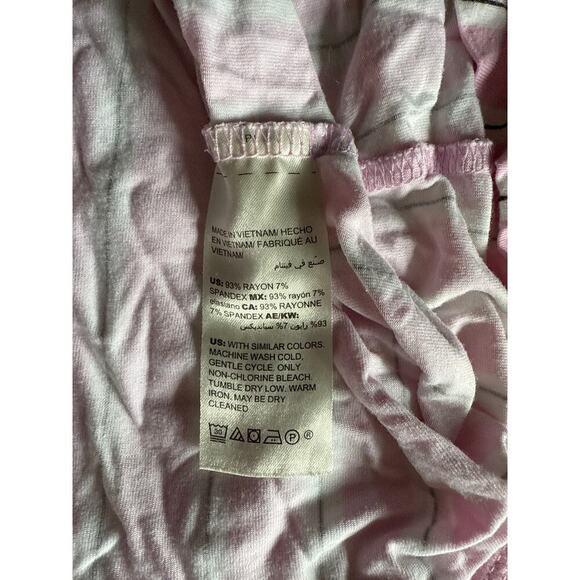 MADE IN VIETNAM/ HECHO
EN VIETNAM/ FABRIQUÉ AU
VIETNAM/
صنع في فيتنام
US: 93% RAYON 7%
SPANDEX MX: 93% rayón 7%
elastano CA: 93% RAYONNE
7% SPANDEX AE/KW:
93% رايون 7% سباندكس
US: WITH SIMILAR COLORS.
MACHINE WASH COLD,
GENTLE CYCLE. ONLY
NON-CHLORINE BLEACH.
TUMBLE DRY LOW. WARM
IRON. MAY BE DRY
CLEANED
30 P ®